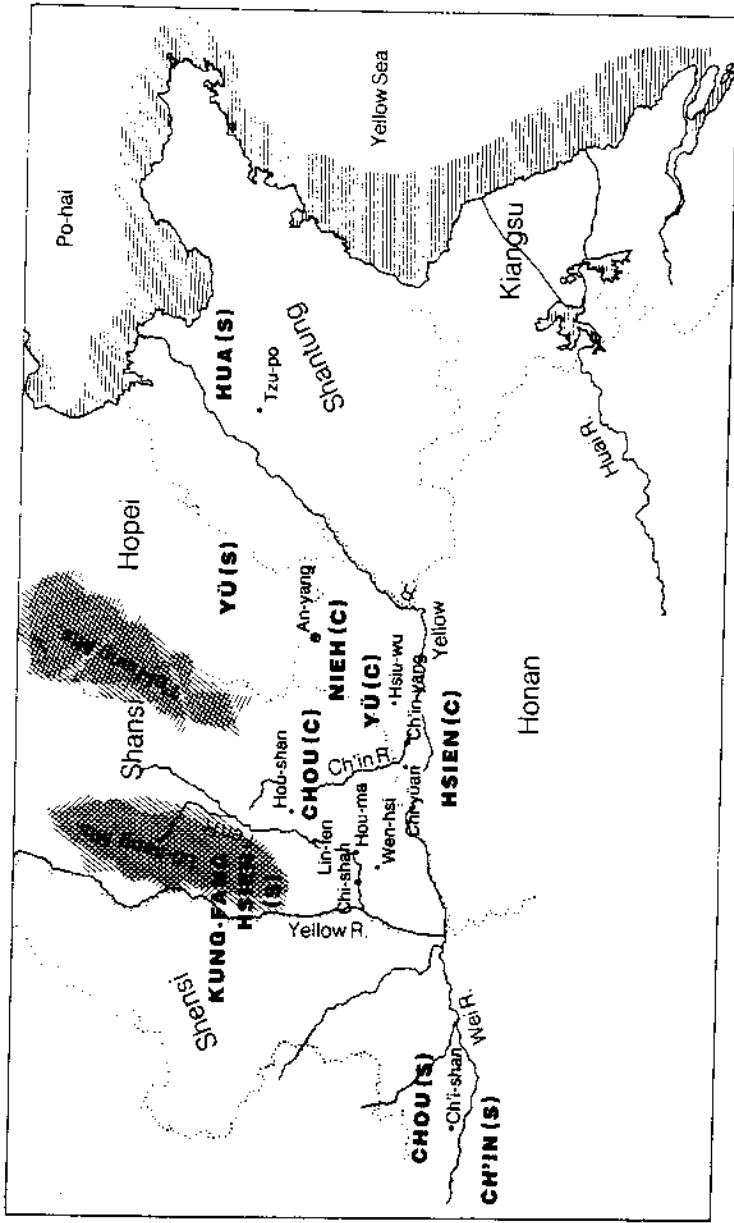 Po-hai
Yellow Sea
Hopei
Shansi
Shensi
HUA (S)
Tzu-po
Shantung
YÜ (S)
KUNG-FANG
HSIEN
(S)
An-yang
NIEH (C)
Hou-shan
CHOU (C)
YÜ (C)
Hsiu-wu
Ch'in R.
Ch'in-yang
Chi-yüan
Yellow R.
Lin-fen
Hou-ma
Chi-shan
Wen-hsi
Yellow R.
HSIEN (C)
Kiangsu
Huai R.
Honan
CHOU (S)
Ch'i-shan
Wei R.
CH'IN (S)